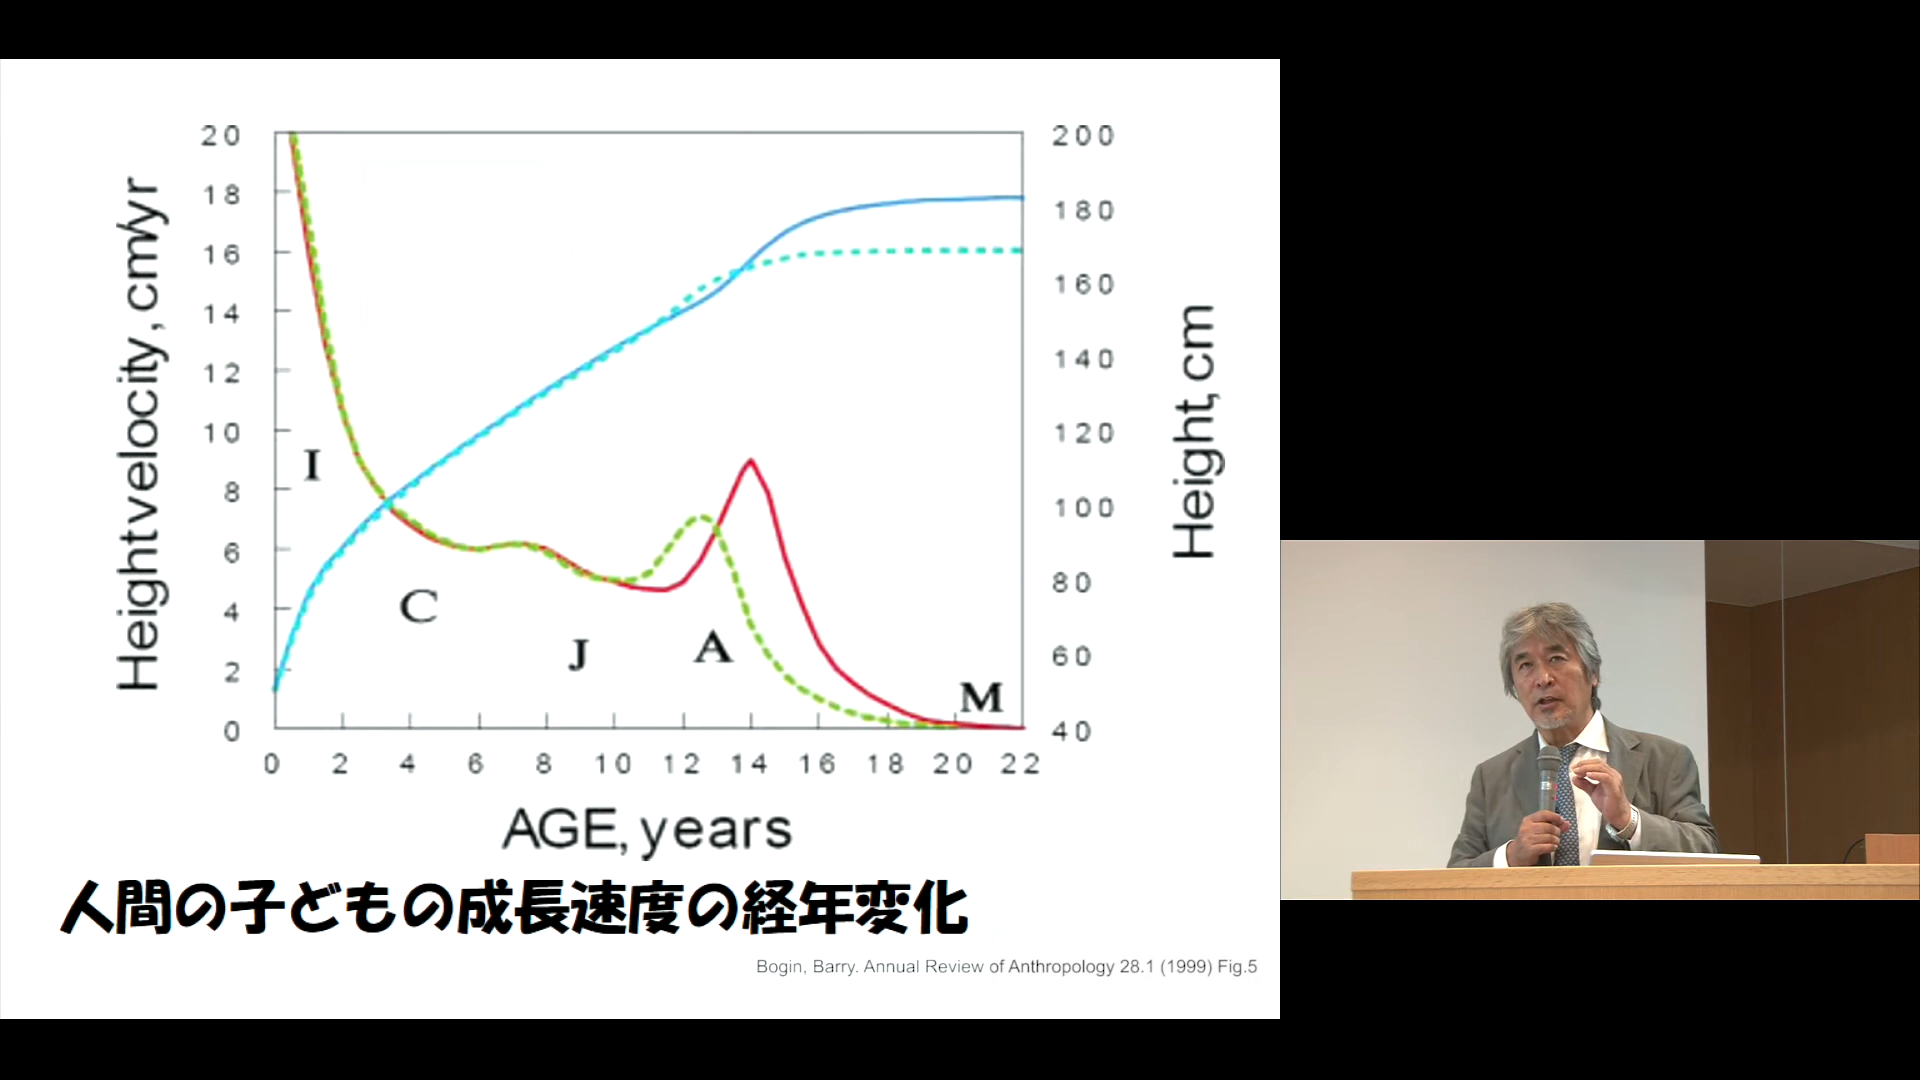 20
18
16
14
12
10
8
6
4
2
0
Height velocity, cm/yr
200
180
160
140
120
100
80
60
40
Height, cm
I
C
J
A
M
0 2 4 6 8 10 12 14 16 18 20 22
AGE, years
人間の子どもの成長速度の経年変化
Bogin, Barry. Annual Review of Anthropology 28.1 (1999) Fig.5